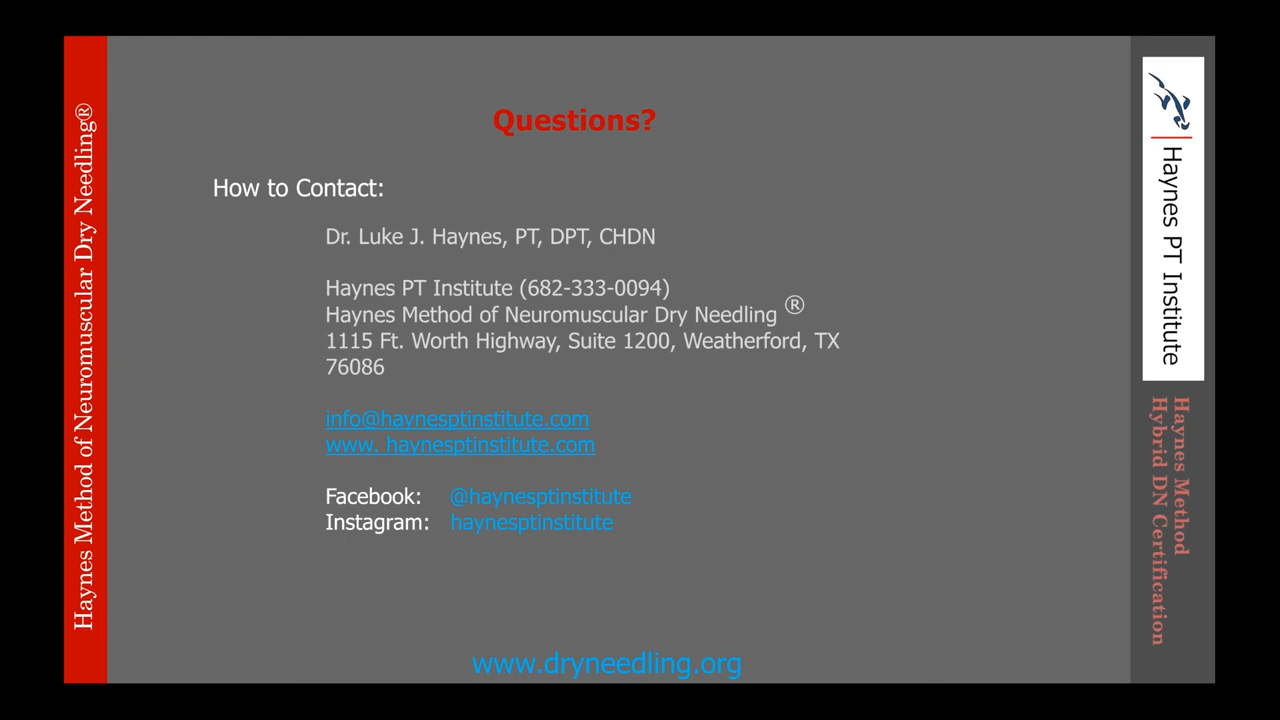 Haynes Method of Neuromuscular Dry Needling®
Questions?
How to Contact:
Dr. Luke J. Haynes, PT, DPT, CHDN
Haynes PT Institute (682-333-0094)
Haynes Method of Neuromuscular Dry Needling ®
1115 Ft. Worth Highway, Suite 1200, Weatherford, TX
76086
info@haynesptinstitute.com
www. haynesptinstitute.com
Facebook: @haynesptinstitute
Instagram: haynesptinstitute
www.dryneedling.org
Haynes PT Institute
Haynes Method
Hybrid DN Certification